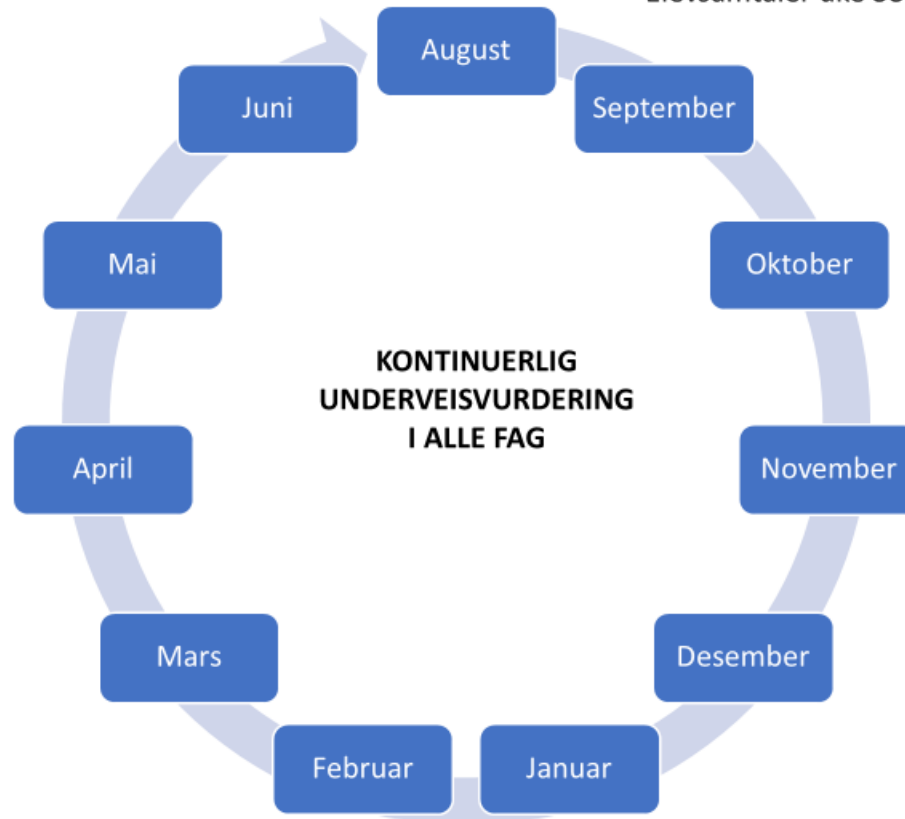 August
September
Oktober
November
Desember
Januar
Februar
Mars
April
Mai
Juni
KONTINUERLIG
UNDERVEISVURDERING
I ALLE FAG